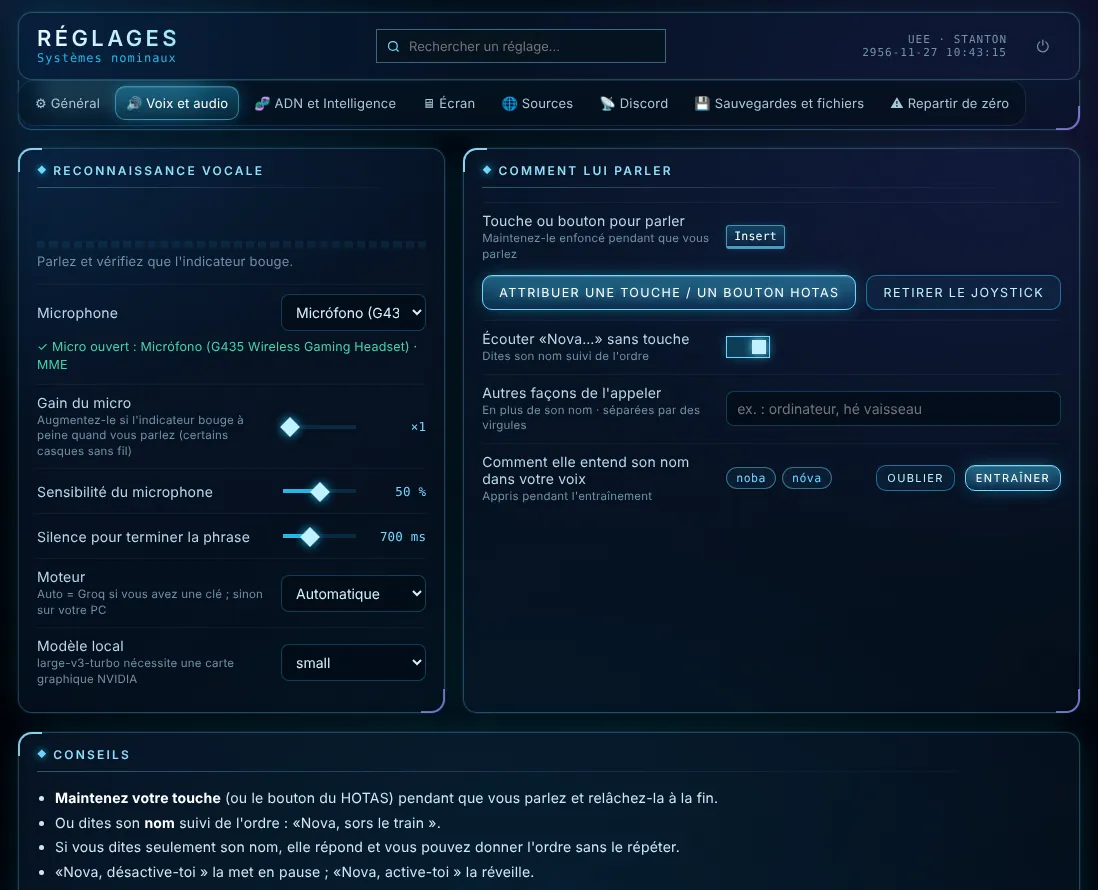 RÉGLAGES
Systèmes nominaux
Rechercher un réglage...
UEE · STANTON
2956-11-27 10:43:15
Général
Voix et audio
ADN et Intelligence
Écran
Sources
Discord
Sauvegardes et fichiers
Repartir de zéro
RECONNAISSANCE VOCALE
Parlez et vérifiez que l'indicateur bouge.
Microphone
Micrófono (G43
✓ Micro ouvert : Micrófono (G435 Wireless Gaming Headset) ·
MME
Gain du micro
Augmentez-le si l'indicateur bouge à
peine quand vous parlez (certains
casques sans fil)
×1
Sensibilité du microphone
50 %
Silence pour terminer la phrase
700 ms
Moteur
Auto = Groq si vous avez une clé ; sinon
sur votre PC
Automatique
Modèle local
large-v3-turbo nécessite une carte
graphique NVIDIA
small
COMMENT LUI PARLER
Touche ou bouton pour parler
Maintenez-le enfoncé pendant que vous
parlez
Insert
ATTRIBUER UNE TOUCHE / UN BOUTON HOTAS
RETIRER LE JOYSTICK
Écouter «Nova...» sans touche
Dites son nom suivi de l'ordre
Autres façons de l'appeler
En plus de son nom · séparées par des
virgules
ex. : ordinateur, hé vaisseau
Comment elle entend son nom
dans votre voix
Appris pendant l'entraînement
noba
nóva
OUBLIER
ENTRAÎNER
CONSEILS
• Maintenez votre touche (ou le bouton du HOTAS) pendant que vous parlez et relâchez-la à la fin.
• Ou dites son nom suivi de l'ordre : «Nova, sors le train ».
• Si vous dites seulement son nom, elle répond et vous pouvez donner l'ordre sans le répéter.
• «Nova, désactive-toi » la met en pause ; «Nova, active-toi » la réveille.